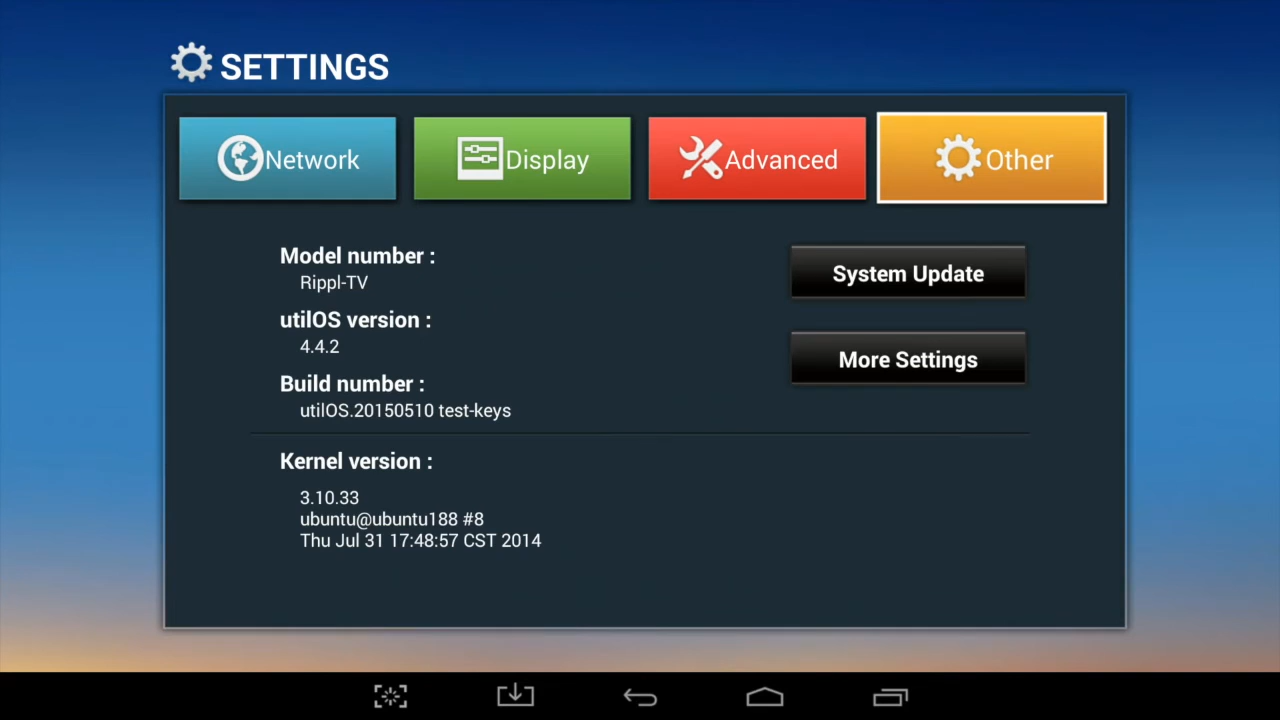 SETTINGS
Network
Display
Advanced
Other
Model number :
Rippl-TV
utilOS version :
4.4.2
Build number :
utilOS.20150510 test-keys
Kernel version :
3.10.33
ubuntu@ubuntu188 #8
Thu Jul 31 17:48:57 CST 2014
System Update
More Settings